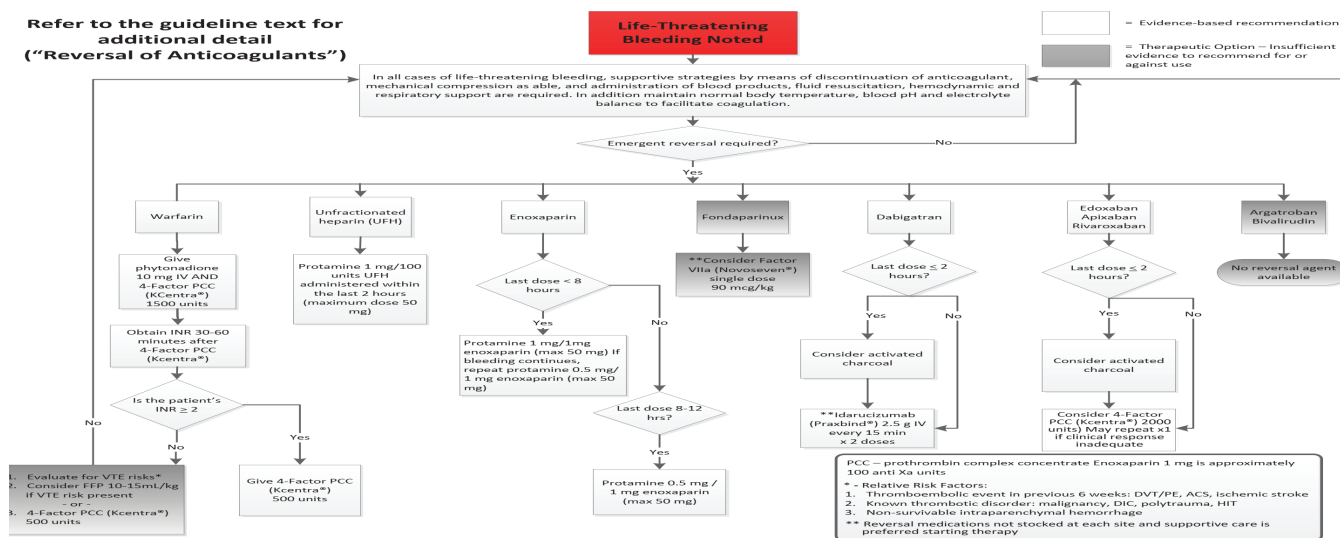 Refer to the guideline text for
additional detail
(“Reversal of Anticoagulants”)
Life-Threatening
Bleeding Noted
= Evidence-based recommendation
= Therapeutic Option – Insufficient
evidence to recommend for or
against use
In all cases of life-threatening bleeding, supportive strategies by means of discontinuation of anticoagulant,
mechanical compression as able, and administration of blood products, fluid resuscitation, hemodynamic and
respiratory support are required. In addition maintain normal body temperature, blood pH and electrolyte
balance to facilitate coagulation.
Emergent reversal required?
No
Yes
Warfarin
Give
phytonadione
10 mg IV AND
4-Factor PCC
(KCentra®)
1500 units
Obtain INR 30-60
minutes after
4-Factor PCC
(Kcentra®)
Is the patient’s
INR ≥ 2
No
No
Yes
1. Evaluate for VTE risks*
2. Consider FFP 10-15mL/kg
if VTE risk present
- or -
3. 4-Factor PCC (Kcentra®)
500 units
Give 4-Factor PCC
(Kcentra®)
500 units
Unfractionated
heparin (UFH)
Protamine 1 mg/100
units UFH
administered within
the last 2 hours
(maximum dose 50
mg)
Enoxaparin
Last dose < 8
hours
Yes
No
Protamine 1 mg/1mg
enoxaparin (max 50 mg) If
bleeding continues,
repeat protamine 0.5 mg/
1 mg enoxaparin (max 50
mg)
Last dose 8-12
hrs?
Yes
Protamine 0.5 mg /
1 mg enoxaparin
(max 50 mg)
Fondaparinux
**Consider Factor
VIIa (Novoseven®)
single dose
90 mcg/kg
Dabigatran
Last dose ≤ 2
hours?
Yes
No
Consider activated
charcoal
**Idarucizumab
(Praxbind®) 2.5 g IV
every 15 min
x 2 doses
Edoxaban
Apixaban
Rivaroxaban
Last dose ≤ 2
hours?
Yes
No
Consider activated
charcoal
Consider 4-Factor
PCC (Kcentra®) 2000
units) May repeat x1
if clinical response
inadequate
Argatroban
Bivalirudin
No reversal agent
available
PCC – prothrombin complex concentrate Enoxaparin 1 mg is approximately
100 anti Xa units
* - Relative Risk Factors:
1. Thromboembolic event in previous 6 weeks: DVT/PE, ACS, ischemic stroke
2. Known thrombotic disorder: malignancy, DIC, polytrauma, HIT
3. Non-survivable intraparenchymal hemorrhage
** Reversal medications not stocked at each site and supportive care is
preferred starting therapy